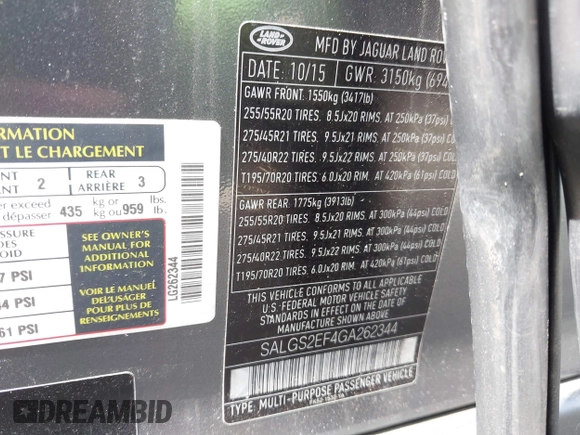 LAND
ROVER
MFD BY JAGUAR LAND
DATE: 10/15 GWR: 3150kg
GAWR FRONT: 1550kg (3417lb)
255/55R20 TIRES. 8.5Jx20 RIMS. AT 250kPa (37psi)
275/45R21 TIRES. 9.5Jx21 RIMS. AT 250kPa (37psi) COLD
275/40R22 TIRES. 9.5Jx22 RIMS. AT 250kPa (37psi) COLD
T195/70R20 TIRES. 6.0Jx20 RIM. AT 420kPa (61psi) COLD
GAWR REAR: 1775kg (3913lb)
255/55R20 TIRES. 8.5Jx20 RIMS. AT 300kPa (44psi) COLD
275/45R21 TIRES. 9.5Jx21 RIMS. AT 300kPa (44psi) COLD
275/40R22 TIRES. 9.5Jx22 RIMS. AT 300kPa (44psi) COLD
T195/70R20 TIRES. 6.0Jx20 RIM. AT 420kPa (61psi) COLD
THIS VEHICLE CONFORMS TO ALL APPLICABLE
U.S. FEDERAL MOTOR VEHICLE SAFETY
STANDARDS IN EFFECT ON THE DATE OF
MANUFACTURE SHOWN ABOVE.
SALGS2EF4GA262344
TYPE: MULTI-PURPOSE PASSENGER VEHICLE
LE CHARGEMENT
2
REAR
ARRIÈRE 3
exceed
dépasser 435 kg or
kg ou 959 lbs.
lb.
SEE OWNER'S
MANUAL FOR
ADDITIONAL
INFORMATION
VOIR LE MANUEL
DE L'USAGER
POUR PLUS DE
RENSEIGNEMENTS
PSI
PSI
61 PSI
LG262344
DREAMBID